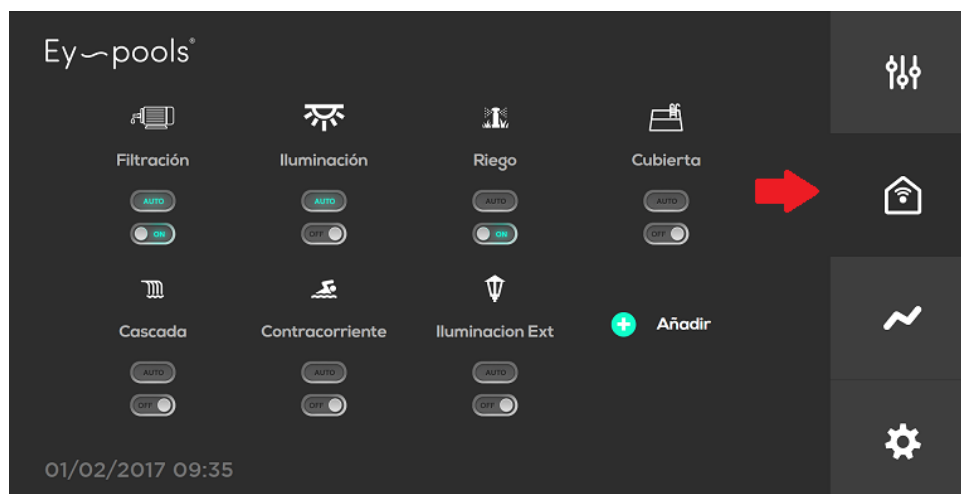 Ey pools®
Filtración Iluminación Riego Cubierta
AUTO AUTO AUTO AUTO
ON OFF ON OFF
Cascada Contracorriente Iluminacion Ext Añadir
AUTO AUTO AUTO
OFF OFF OFF
01/02/2017 09:35